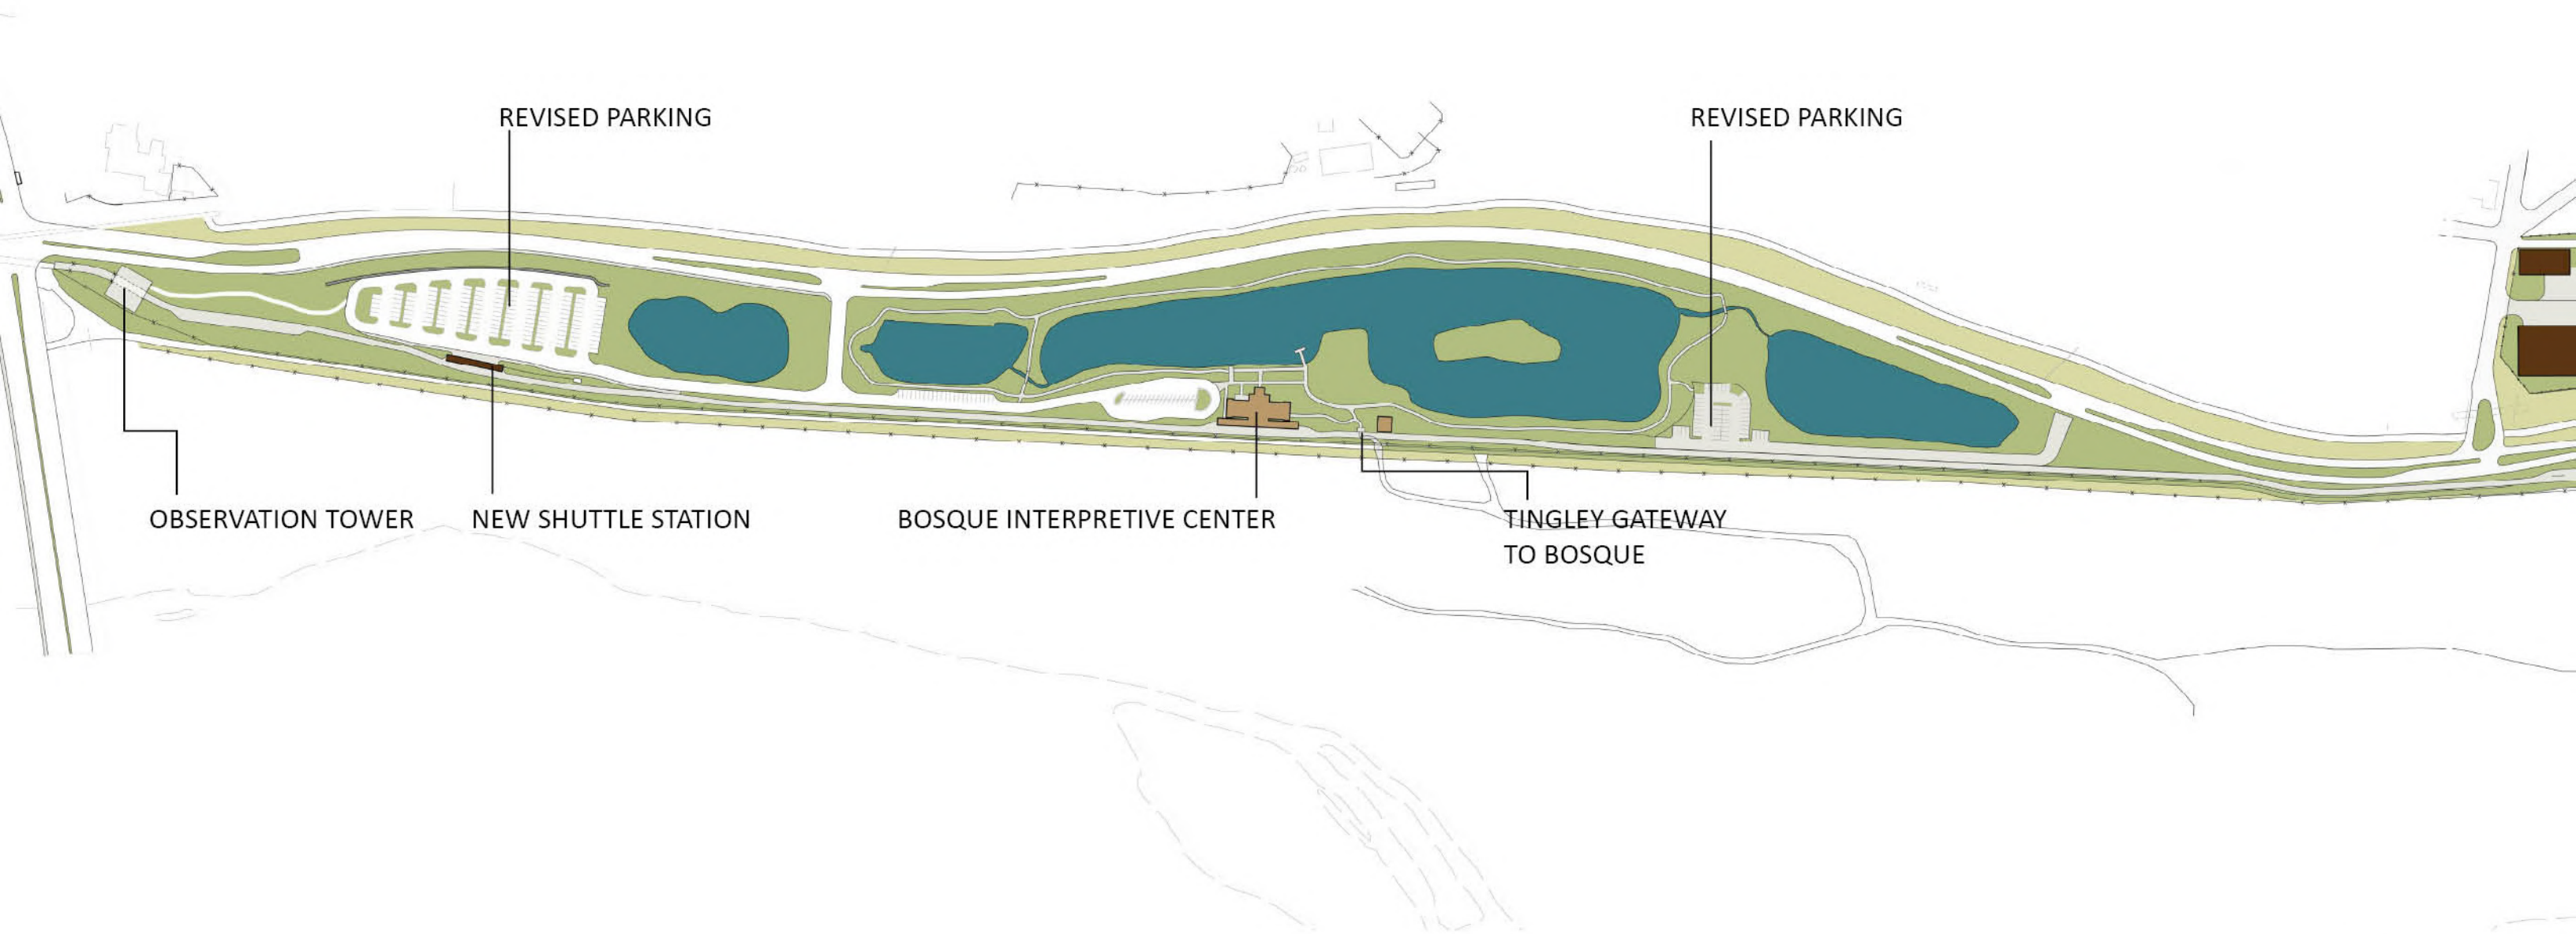 REVISED PARKING
REVISED PARKING
OBSERVATION TOWER
NEW SHUTTLE STATION
BOSQUE INTERPRETIVE CENTER
TINGLEY GATEWAY
TO BOSQUE